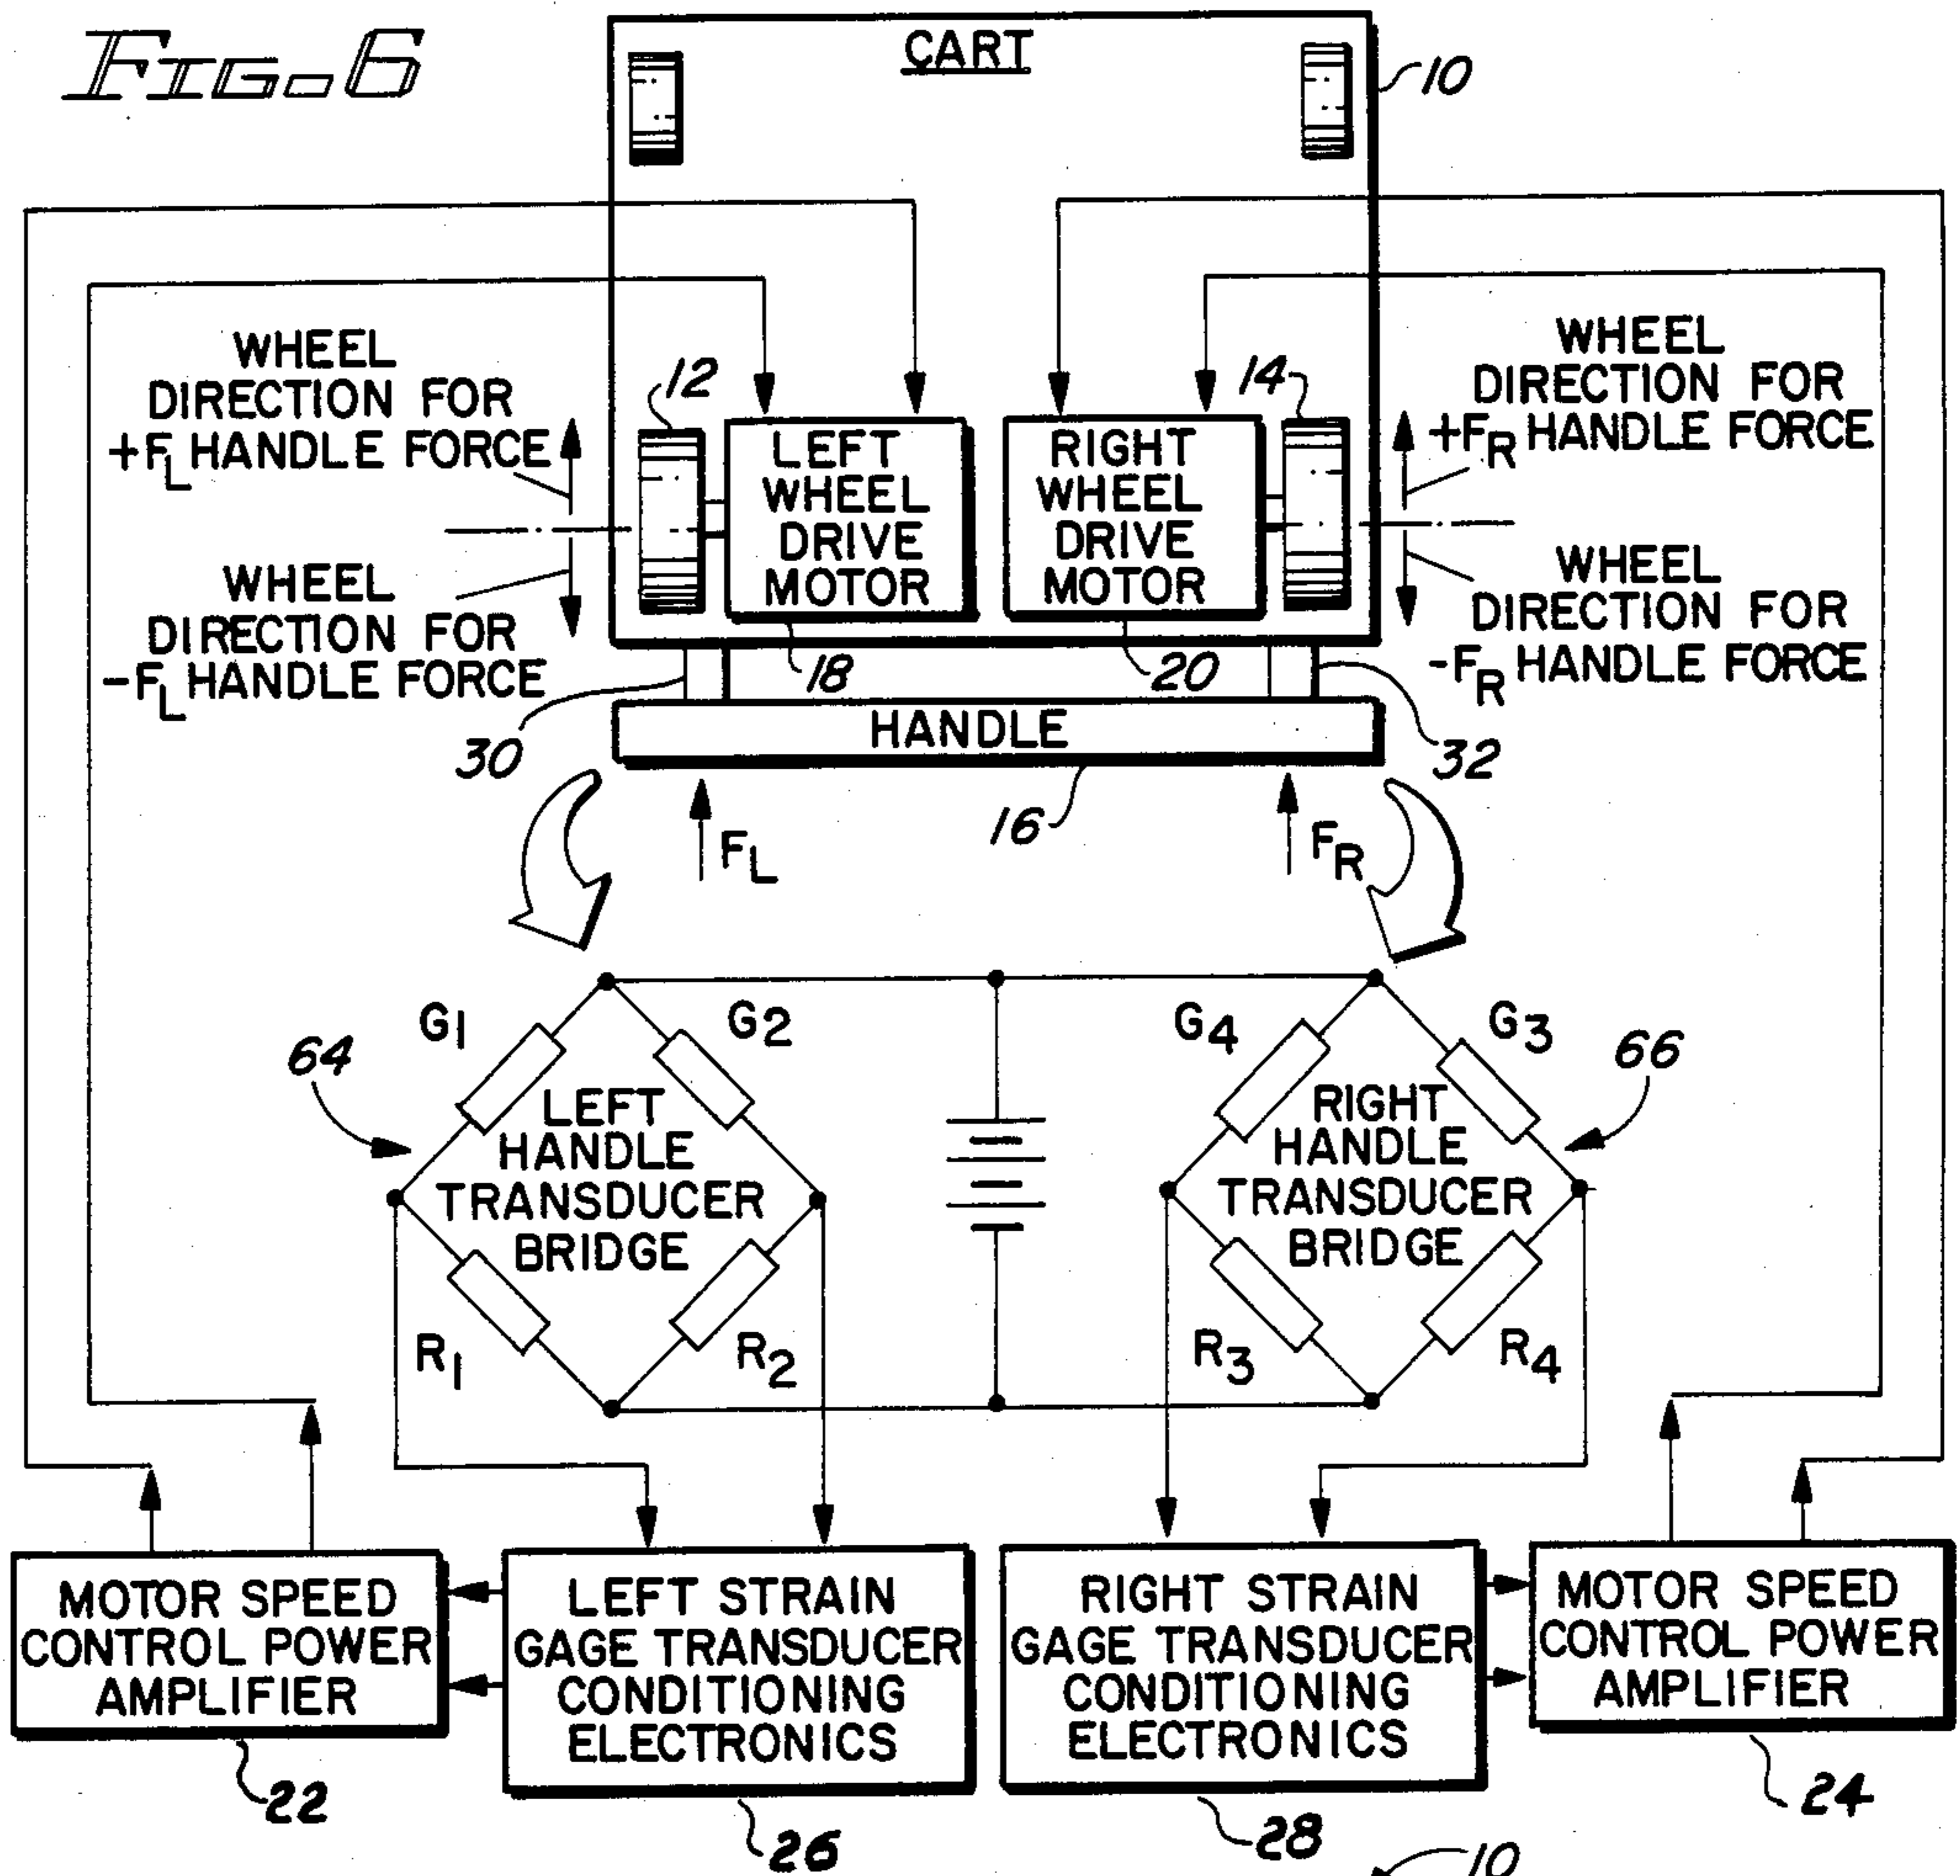 FIG. 6
CART
10
WHEEL
DIRECTION FOR
+FL HANDLE FORCE
12
14
WHEEL
DIRECTION FOR
+FR HANDLE FORCE
LEFT
WHEEL
DRIVE
MOTOR
RIGHT
WHEEL
DRIVE
MOTOR
WHEEL
DIRECTION FOR
-FL HANDLE FORCE
WHEEL
DIRECTION FOR
-FR HANDLE FORCE
18
20
30
HANDLE
32
16
FL
FR
G1
G2
G4
G3
64
66
LEFT
HANDLE
TRANSDUCER
BRIDGE
RIGHT
HANDLE
TRANSDUCER
BRIDGE
R1
R2
R3
R4
MOTOR SPEED
CONTROL POWER
AMPLIFIER
LEFT STRAIN
GAGE TRANSDUCER
CONDITIONING
ELECTRONICS
RIGHT STRAIN
GAGE TRANSDUCER
CONDITIONING
ELECTRONICS
MOTOR SPEED
CONTROL POWER
AMPLIFIER
22
26
28
24
10